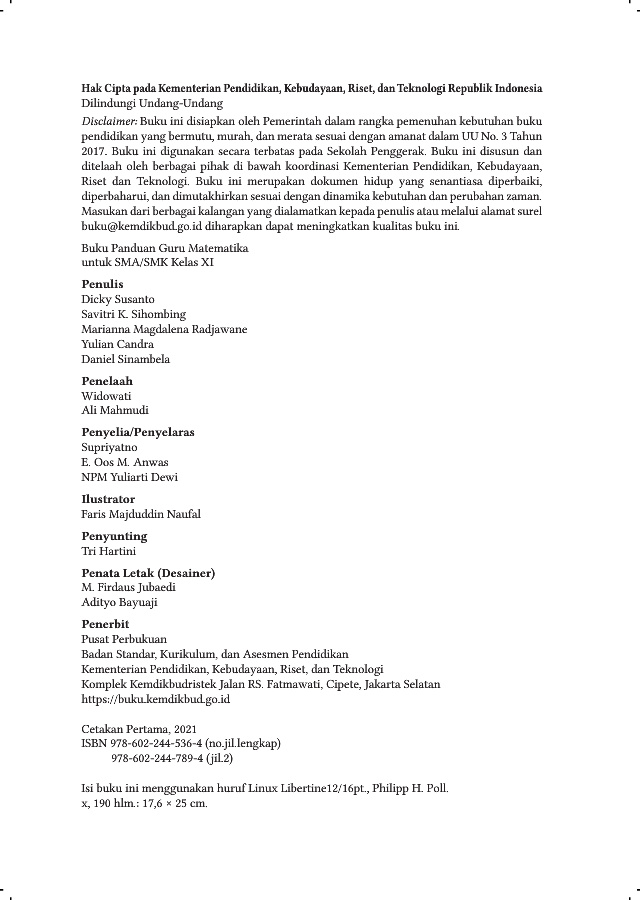 Hak Cipta pada Kementerian Pendidikan, Kebudayaan, Riset, dan Teknologi Republik Indonesia
Dilindungi Undang-Undang
Disclaimer: Buku ini disiapkan oleh Pemerintah dalam rangka pemenuhan kebutuhan buku
pendidikan yang bermutu, murah, dan merata sesuai dengan amanat dalam UU No. 3 Tahun
2017. Buku ini digunakan secara terbatas pada Sekolah Penggerak. Buku ini disusun dan
ditelaah oleh berbagai pihak di bawah koordinasi Kementerian Pendidikan, Kebudayaan,
Riset dan Teknologi. Buku ini merupakan dokumen hidup yang senantiasa diperbaiki,
diperbaharui, dan dimutakhirkan sesuai dengan dinamika kebutuhan dan perubahan zaman.
Masukan dari berbagai kalangan yang dialamatkan kepada penulis atau melalui alamat surel
buku@kemdikbud.go.id diharapkan dapat meningkatkan kualitas buku ini.
Buku Panduan Guru Matematika
untuk SMA/SMK Kelas XI
Penulis
Dicky Susanto
Savitri K. Sihombing
Marianna Magdalena Radjawane
Yulian Candra
Daniel Sinambela
Penelaah
Widowati
Ali Mahmudi
Penyelia/Penyelaras
Supriyatno
E. Oos M. Anwas
NPM Yuliarti Dewi
Ilustrator
Faris Majduddin Naufal
Penyunting
Tri Hartini
Penata Letak (Desainer)
M. Firdaus Jubaedi
Adityo Bayuaji
Penerbit
Pusat Perbukuan
Badan Standar, Kurikulum, dan Asesmen Pendidikan
Kementerian Pendidikan, Kebudayaan, Riset, dan Teknologi
Komplek Kemdikbudristek Jalan RS. Fatmawati, Cipete, Jakarta Selatan
https://buku.kemdikbud.go.id
Cetakan Pertama, 2021
ISBN 978-602-244-536-4 (no.jil.lengkap)
978-602-244-789-4 (jil.2)
Isi buku ini menggunakan huruf Linux Libertine12/16pt., Philipp H. Poll.
x, 190 hlm.: 17,6 × 25 cm.